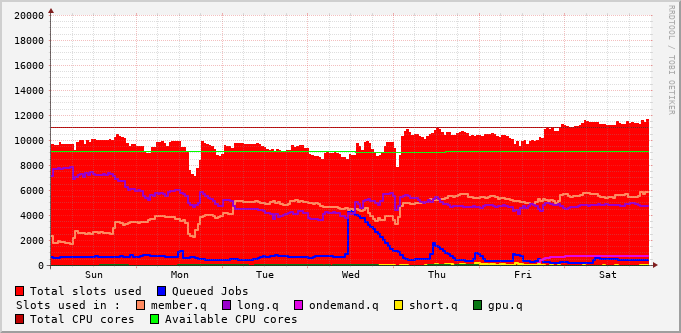 20000
18000
16000
14000
12000
10000
8000
6000
4000
2000
0
Sun Mon Tue Wed Thu Fri Sat
RRDTOOL / TOBI OETIKER
Total slots used Queued Jobs
Slots used in : member.q long.q ondemand.q short.q gpu.q
Total CPU cores Available CPU cores